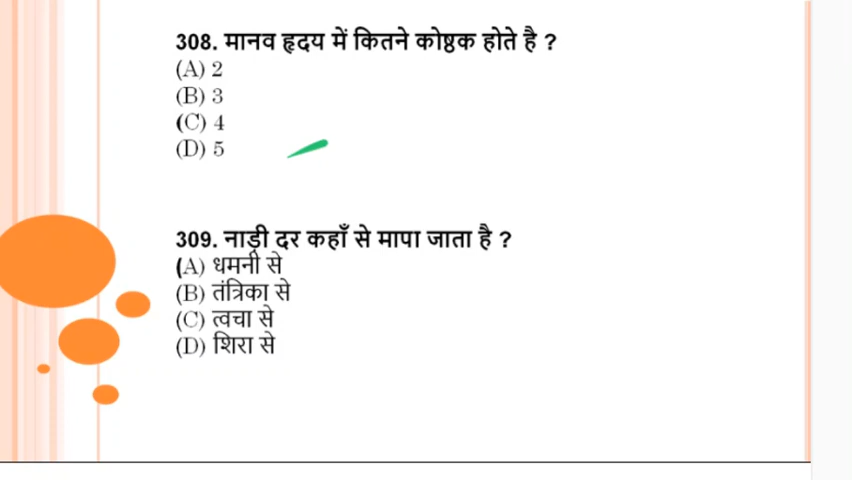 308. मानव हृदय में कितने कोष्ठक होते है ?
(A) 2
(B) 3
(C) 4
(D) 5
309. नाड़ी दर कहाँ से मापा जाता है ?
(A) धमनी से
(B) तंत्रिका से
(C) त्वचा से
(D) शिरा से